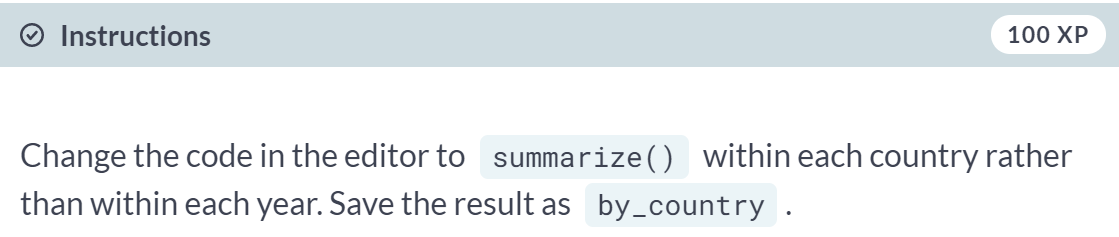 Instructions
100 XP
Change the code in the editor to summarize() within each country rather
than within each year. Save the result as by_country .